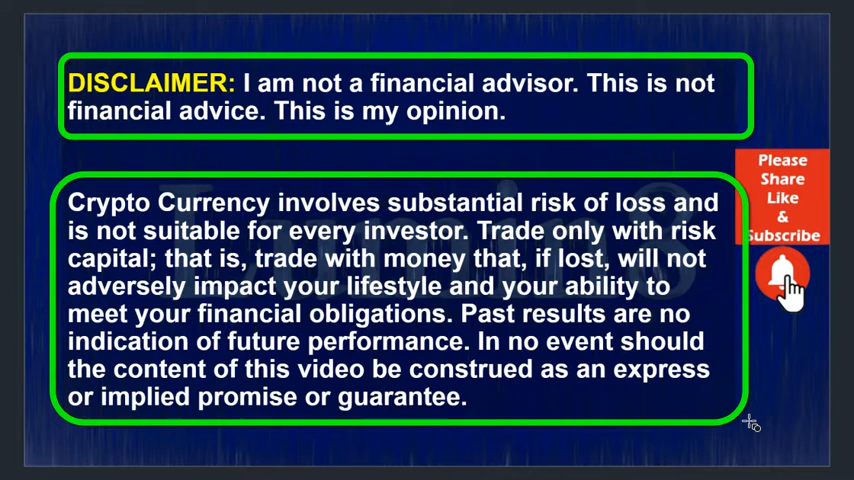 DISCLAIMER: I am not a financial advisor. This is not
financial advice. This is my opinion.
Crypto Currency involves substantial risk of loss and
is not suitable for every investor. Trade only with risk
capital; that is, trade with money that, if lost, will not
adversely impact your lifestyle and your ability to
meet your financial obligations. Past results are no
indication of future performance. In no event should
the content of this video be construed as an express
or implied promise or guarantee.
Please
Share
Like
&
Subscribe
Lumin8